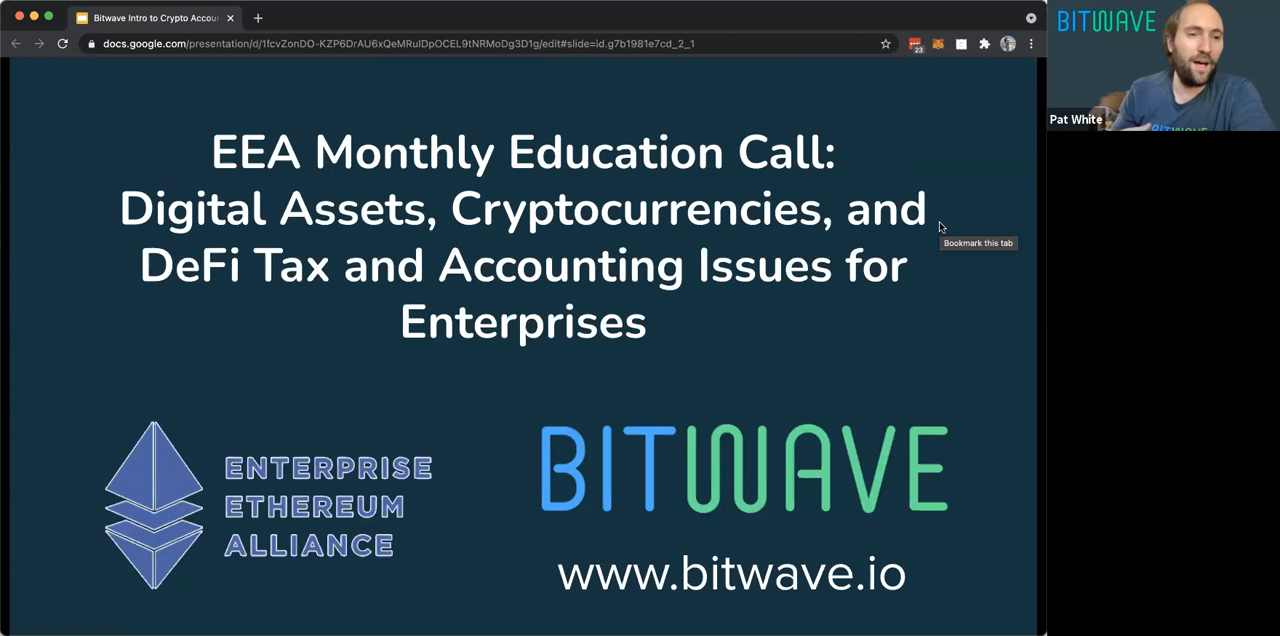 Bitwave Intro to Crypto Accou
docs.google.com/presentation/d/1fcvZonDO-KZP6DrAU6xQeMRulDpOCEL9tNRMoDg3D1g/edit#slide=id.g7b1981e7cd_2_1
23
EEA Monthly Education Call:
Digital Assets, Cryptocurrencies, and
DeFi Tax and Accounting Issues for
Enterprises
Bookmark this tab
ENTERPRISE
ETHEREUM
ALLIANCE
BITWAVE
www.bitwave.io
BITWAVE
BITWAVE
Pat White